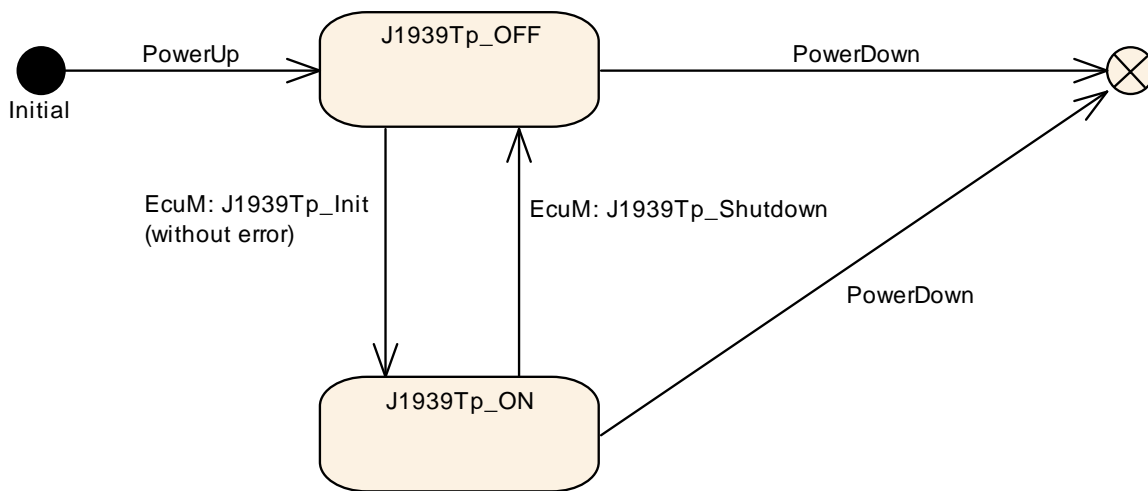 J1939Tp_OFF
PowerUp
PowerDown
Initial
EcuM: J1939Tp_Init
(without error)
EcuM: J1939Tp_Shutdown
PowerDown
J1939Tp_ON